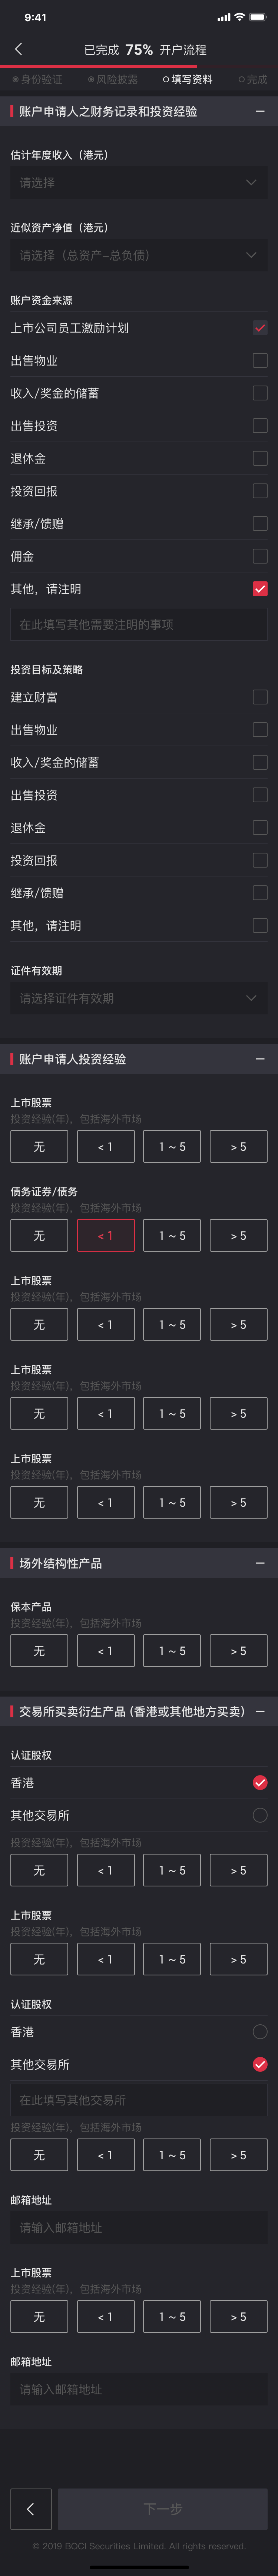 9:41
已完成 75% 开户流程
身份验证 风险披露 填写资料 完成
账户申请人之财务记录和投资经验
估计年度收入（港元）
请选择
近似资产净值（港元）
请选择（总资产-总负债）
账户资金来源
上市公司员工激励计划
出售物业
收入/奖金的储蓄
出售投资
退休金
投资回报
继承/馈赠
佣金
其他，请注明
在此填写其他需要注明的事项
投资目标及策略
建立财富
出售物业
收入/奖金的储蓄
出售投资
退休金
投资回报
继承/馈赠
其他，请注明
证件有效期
请选择证件有效期
账户申请人投资经验
上市股票
投资经验(年)，包括海外市场
无 < 1 1 ~ 5 > 5
债务证券/债务
投资经验(年)，包括海外市场
无 < 1 1 ~ 5 > 5
上市股票
投资经验(年)，包括海外市场
无 < 1 1 ~ 5 > 5
上市股票
投资经验(年)，包括海外市场
无 < 1 1 ~ 5 > 5
上市股票
投资经验(年)，包括海外市场
无 < 1 1 ~ 5 > 5
场外结构性产品
保本产品
投资经验(年)，包括海外市场
无 < 1 1 ~ 5 > 5
交易所买卖衍生产品 (香港或其他地方买卖)
认证股权
香港
其他交易所
投资经验(年)，包括海外市场
无 < 1 1 ~ 5 > 5
上市股票
投资经验(年)，包括海外市场
无 < 1 1 ~ 5 > 5
认证股权
香港
其他交易所
在此填写其他交易所
投资经验(年)，包括海外市场
无 < 1 1 ~ 5 > 5
邮箱地址
请输入邮箱地址
上市股票
投资经验(年)，包括海外市场
无 < 1 1 ~ 5 > 5
邮箱地址
请输入邮箱地址
下一步
© 2019 BOCI Securities Limited. All rights reserved.